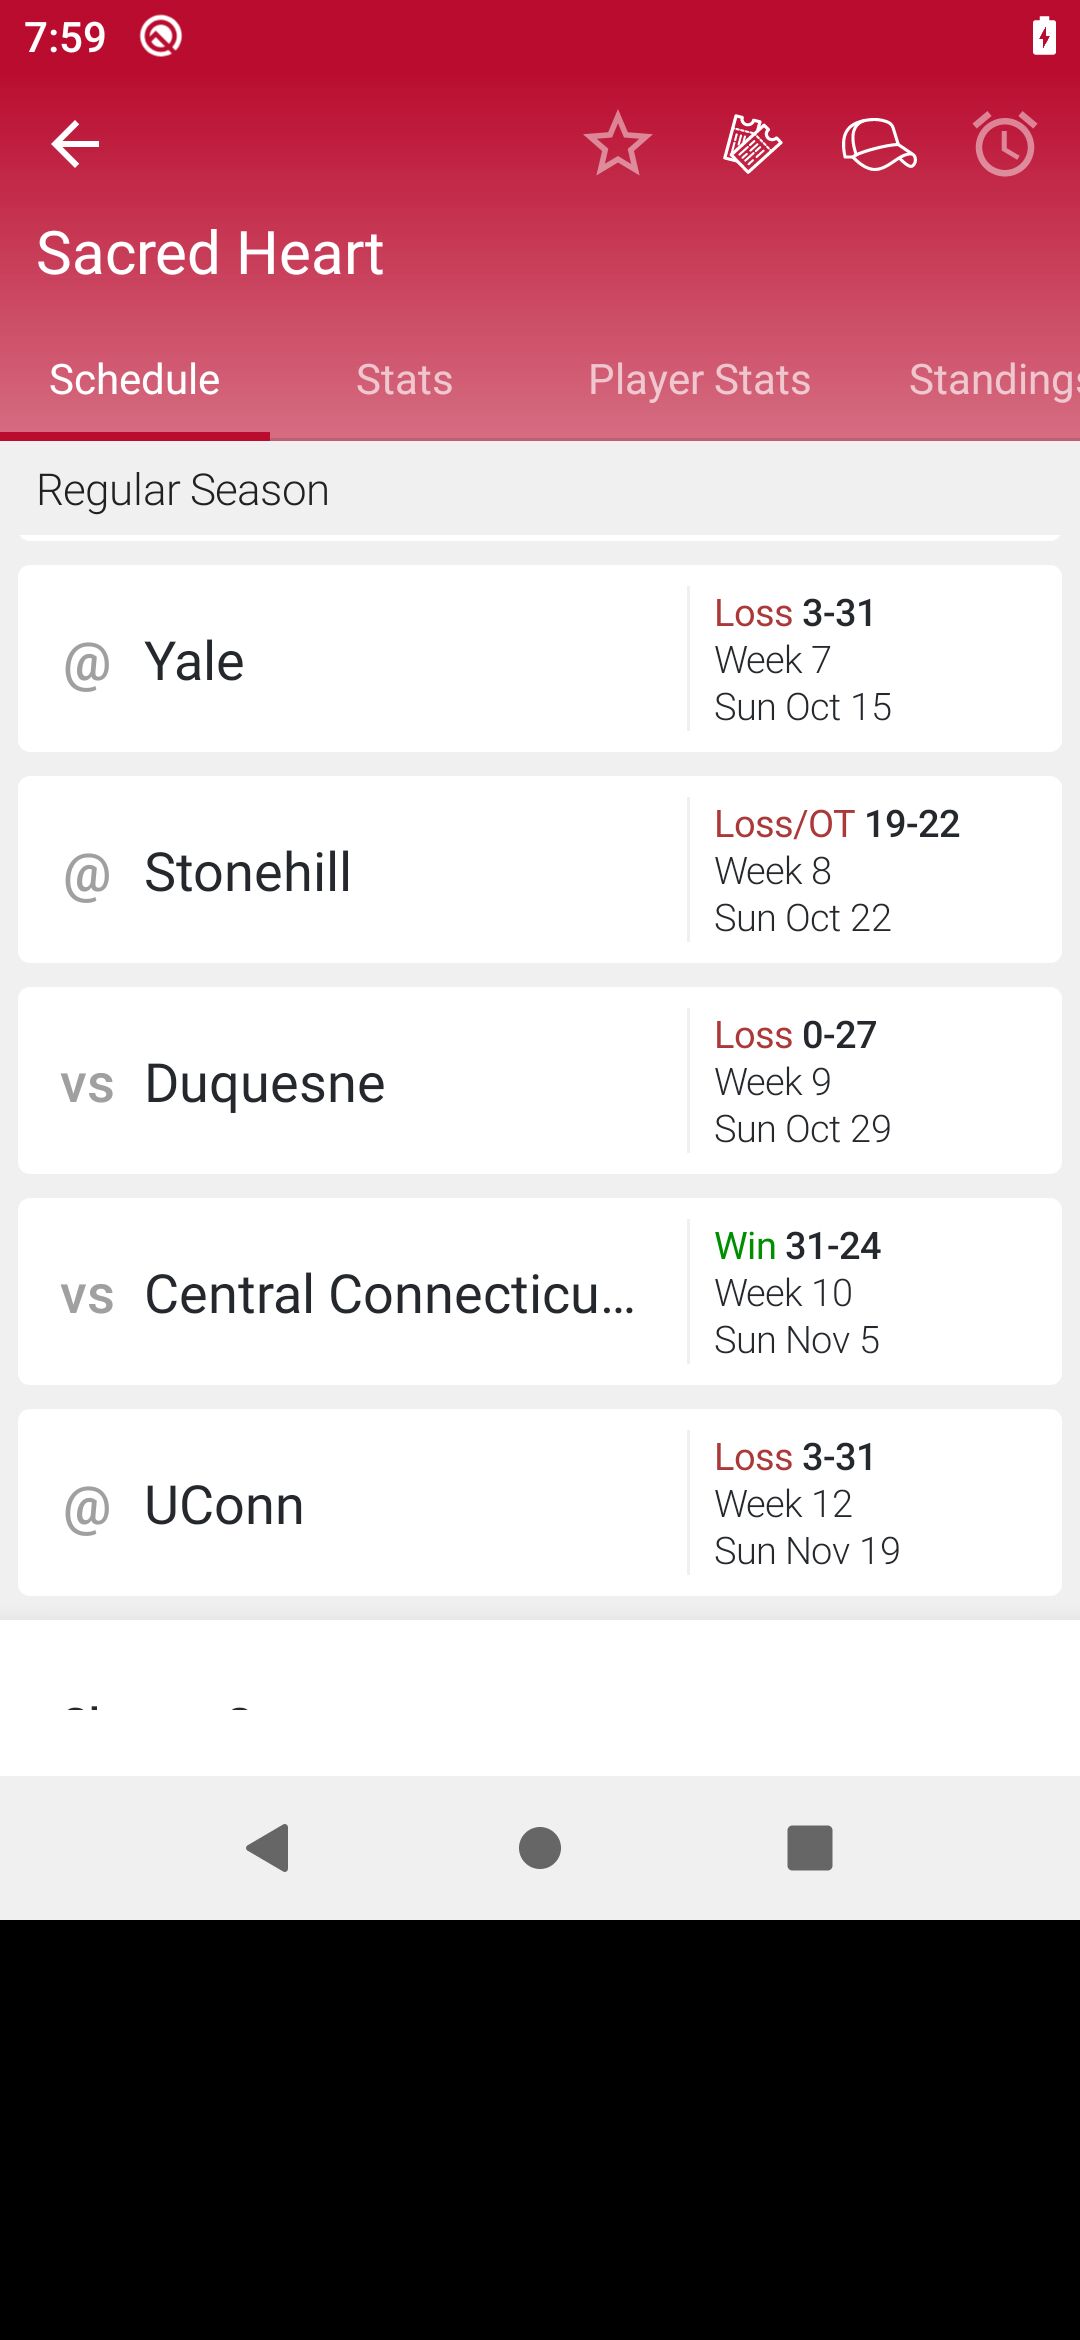 7:59
Sacred Heart
Schedule Stats Player Stats Standings
Regular Season
@ Yale
Loss 3-31
Week 7
Sun Oct 15
@ Stonehill
Loss/OT 19-22
Week 8
Sun Oct 22
vs Duquesne
Loss 0-27
Week 9
Sun Oct 29
vs Central Connecticu...
Win 31-24
Week 10
Sun Nov 5
@ UConn
Loss 3-31
Week 12
Sun Nov 19